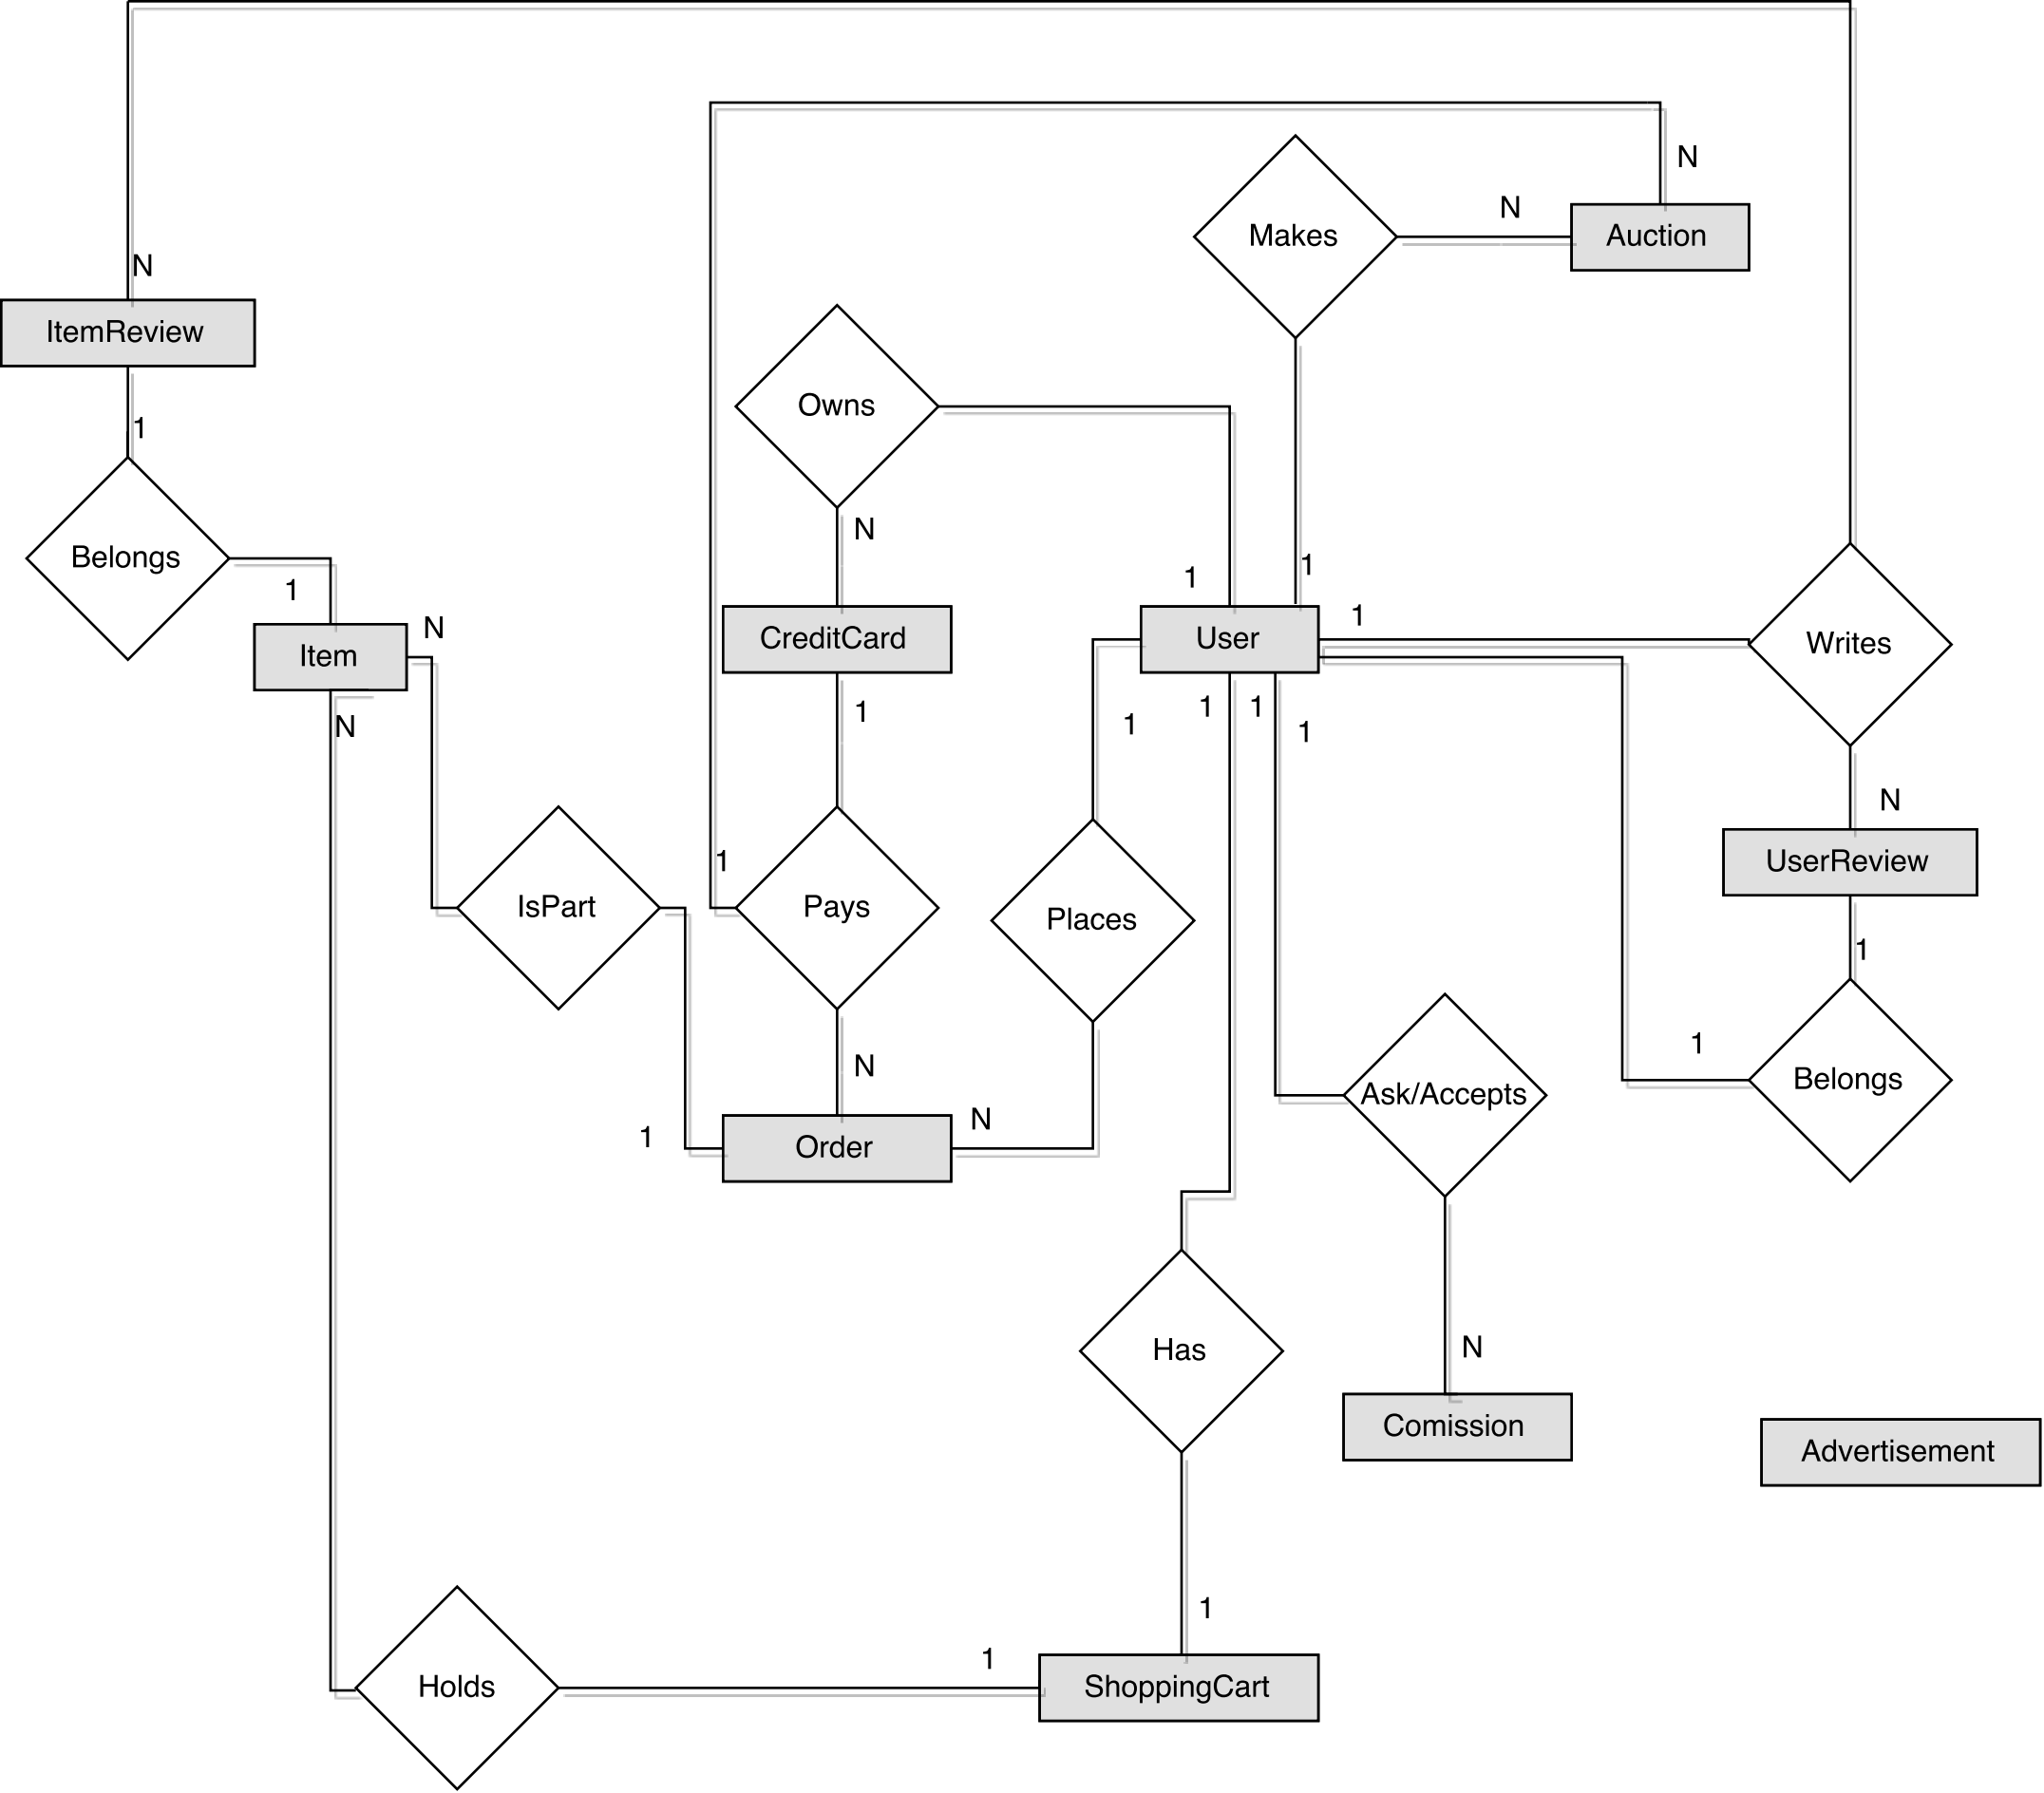 N
Makes
N
Auction
N
ItemReview
Owns
1
N
Belongs
1
1
1
1
N
N
CreditCard
User
Writes
Item
1
1
1
1
1
N
N
1
UserReview
IsPart
Pays
Places
1
1
N
Belongs
Ask/Accepts
N
1
Order
N
Has
Comission
Advertisement
1
1
Holds
ShoppingCart